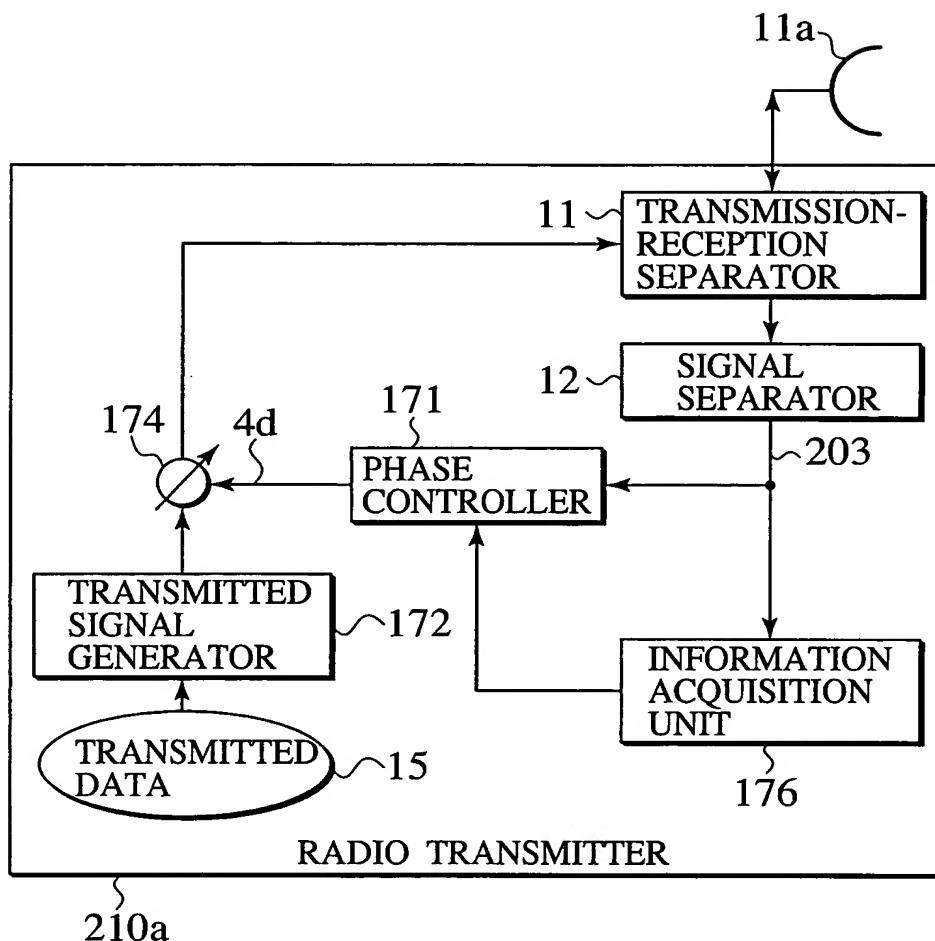 11a
11
TRANSMISSION-
RECEPTION
SEPARATOR
12
SIGNAL
SEPARATOR
174
4d
171
203
PHASE
CONTROLLER
TRANSMITTED
SIGNAL
GENERATOR
172
INFORMATION
ACQUISITION
UNIT
TRANSMITTED
DATA
15
176
RADIO TRANSMITTER
210a